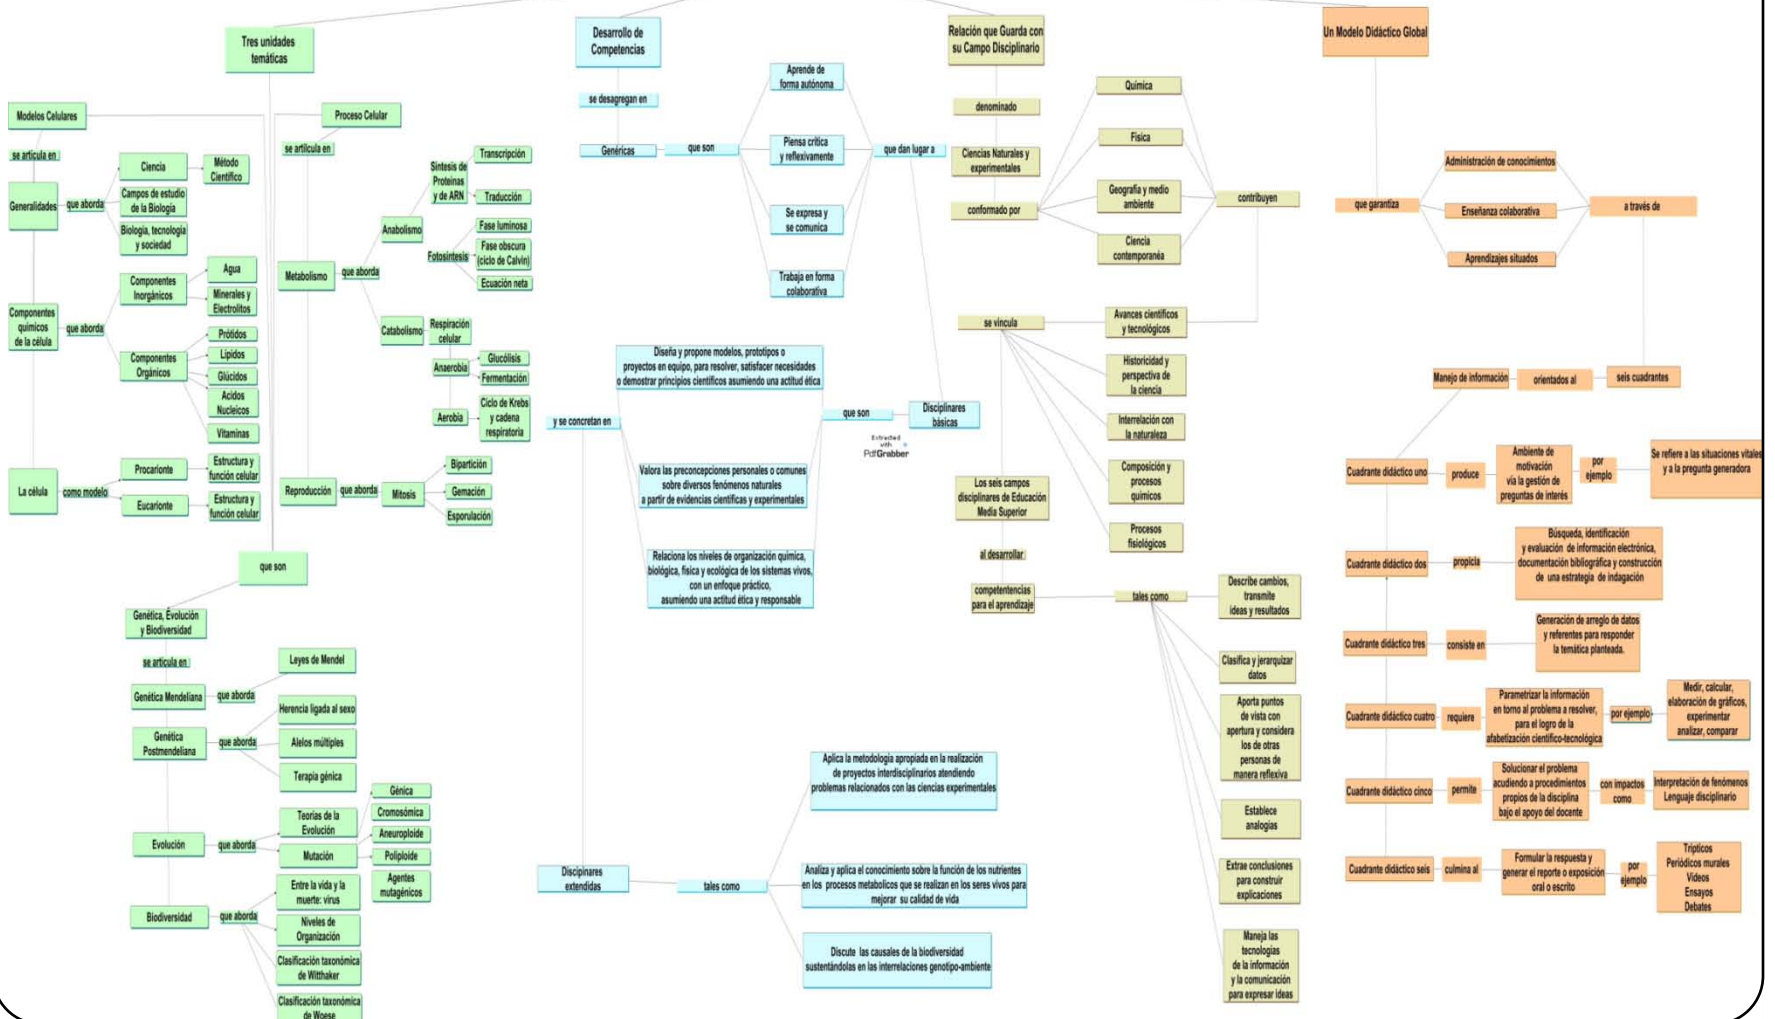 Tres unidades
temáticas
Modelos Celulares
se artícula en
Generalidades
que aborda
Ciencia
Método
Científico
Campos de estudio
de la Biología
Biología, tecnología
y sociedad
Componentes
químicos
de la célula
que aborda
Componentes
Inorgánicos
Agua
Minerales y
Electrolitos
Componentes
Orgánicos
Prótidos
Lípidos
Glúcidos
Acidos
Nucleicos
Vitaminas
La célula
como modelo
Procarionte
Estructura y
función celular
Eucarionte
Estructura y
función celular
Proceso Celular
se artilcula en
Metabolismo
que aborda
Anabolismo
Síntesis de
Proteínas
y de ARN
Transcripción
Traducción
Fotosíntesis
Fase luminosa
Fase obscura
(ciclo de Calvin)
Ecuación neta
Catabolismo
Respiración
celular
Anaerobia
Glucólisis
Fermentación
Aerobia
Ciclo de Krebs
y cadena
respiratoria
Reproducción
que aborda
Mitosis
Bipartición
Gemación
Esporulación
que son
Genética, Evolución
y Biodiversidad
se artícula en
Genética Mendeliana
que aborda
Leyes de Mendel
Genética
Postmendeliana
que aborda
Herencia ligada al sexo
Alelos múltiples
Terapia génica
Evolución
que aborda
Teorías de la
Evolución
Mutación
Génica
Cromosómica
Aneuroploide
Poliploide
Agentes
mutagénicos
Biodiversidad
que aborda
Entre la vida y la
muerte: virus
Niveles de
Organización
Clasificación taxonómica
de Witthaker
Clasificación taxonómica
de Woese
Desarrollo de
Competencias
se desagregan en
Genéricas
que son
Aprende de
forma autónoma
Piensa crítica
y reflexivamente
Se expresa y
se comunica
Trabaja en forma
colaborativa
que dan lugar a
Disciplinares
básicas
que son
Diseña y propone modelos, prototipos o
proyectos en equipo, para resolver, satisfacer necesidades
o demostrar principios científicos asumiendo una actitud ética
Valora las preconcepciones personales o comunes
sobre diversos fenómenos naturales
a partir de evidencias científicas y experimentales
Relaciona los niveles de organización química,
biológica, física y ecológica de los sistemas vivos,
con un enfoque práctico,
asumiendo una actitud ética y responsable
y se concretan en
Extracted
with
PdfGrabber
Discipinares
extendidas
tales como
Aplica la metodología apropiada en la realización
de proyectos interdisciplinarios atendiendo
problemas relacionados con las ciencias experimentales
Analiza y aplica el conocimiento sobre la función de los nutrientes
en los procesos metabolicos que se realizan en los seres vivos para
mejorar su calidad de vida
Discute las causales de la biodiversidad
sustentándolas en las interrelaciones genotipo-ambiente
Relación que Guarda con
su Campo Disciplinario
denominado
Ciencias Naturales y
experimentales
conformado por
Química
Física
Geografía y medio
ambiente
Ciencia
contemporanéa
contribuyen
se vincula
Avances científicos
y tecnológicos
Historicidad y
perspectiva de
la ciencia
Interrelación con
la naturaleza
Composición y
procesos
químicos
Procesos
fisiológicos
Los seis campos
disciplinares de Educación
Media Superior
al desarrollar
competentencias
para el aprendizaje
tales como
Describe cambios,
transmite
ideas y resultados
Clasifica y jerarquizar
datos
Aporta puntos
de vista con
apertura y considera
los de otras
personas de
manera reflexiva
Establece
analogías
Extrae conclusiones
para construir
explicaciones
Maneja las
tecnologías
de la información
y la comunicación
para expresar ideas
Un Modelo Didáctico Global
que garantiza
Administración de conocimientos
Enseñanza colaborativa
Aprendizajes situados
a través de
Manejo de información
orientados al
seis cuadrantes
Cuadrante didáctico uno
produce
Ambiente de
motivación
vía la gestión de
preguntas de interés
por
ejemplo
Se refiere a las situaciones vitales
y a la pregunta generadora
Cuadrante didáctico dos
propicia
Búsqueda, identificación
y evaluación de información electrónica,
documentación bibliográfica y construcción
de una estrategia de indagación
Cuadrante didáctico tres
consiste en
Generación de arreglo de datos
y referentes para responder
la temática planteada.
Cuadrante didáctico cuatro
requiere
Parametrizar la información
en torno al problema a resolver,
para el logro de la
afabetización científico-tecnológica
por ejemplo
Medir, calcular,
elaboración de gráficos,
experimentar
analizar, comparar
Cuadrante didáctico cinco
permite
Solucionar el problema
acudiendo a procedimientos
propios de la disciplina
bajo el apoyo del docente
con impactos
como
Interpretación de fenómenos
Lenguaje disciplinario
Cuadrante didáctico seis
culmina al
Formular la respuesta y
generar el reporte o exposición
oral o escrito
por
ejemplo
Trípticos
Periódicos murales
Videos
Ensayos
Debates